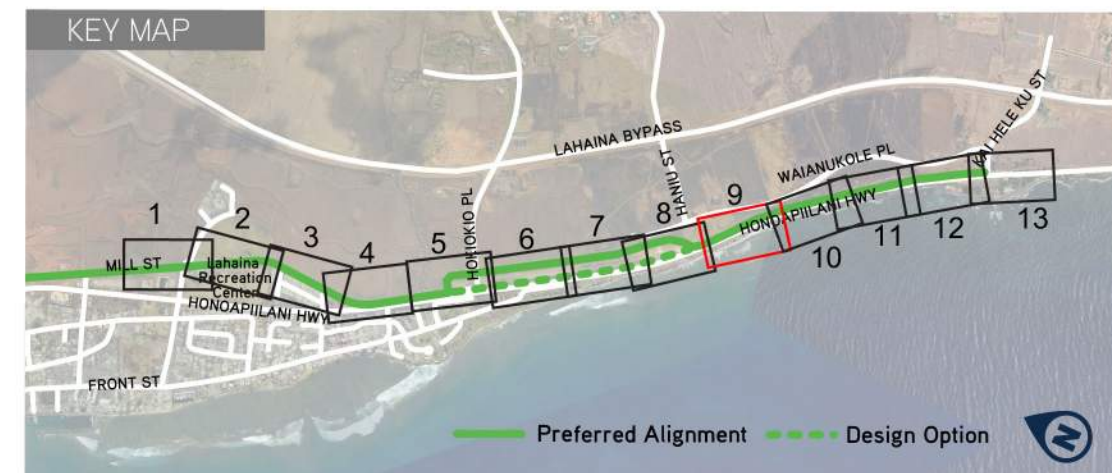 KEY MAP
LAHAINA BYPASS
KAI HELE KU ST
WAIANUKOLE PL
HANIU ST
HOKIOKIO PL
1
2
3
4
5
6
7
8
9
10
11
12
13
MILL ST
Lahaina
Recreation
Center
HONOAPIILANI HWY
HONOAPIILANI HWY
FRONT ST
Preferred Alignment
Design Option
N